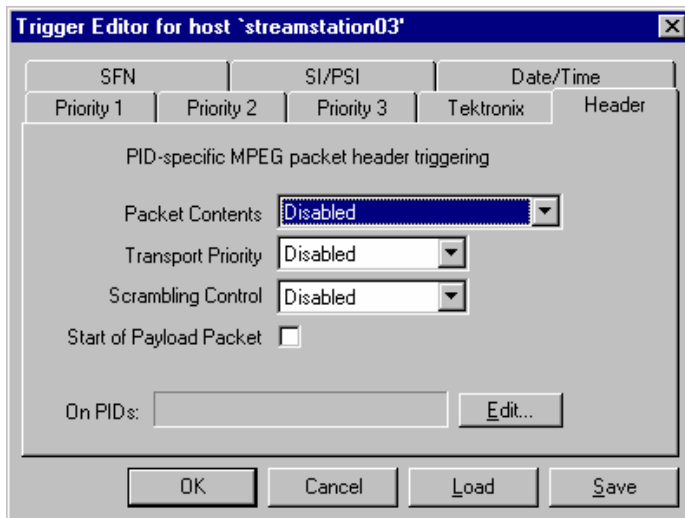 Trigger Editor for host `streamstation03'
SFN SI/PSI Date/Time
Priority 1 Priority 2 Priority 3 Tektronix Header
PID-specific MPEG packet header triggering
Packet Contents Disabled
Transport Priority Disabled
Scrambling Control Disabled
Start of Payload Packet
On PIDs: Edit...
OK Cancel Load Save